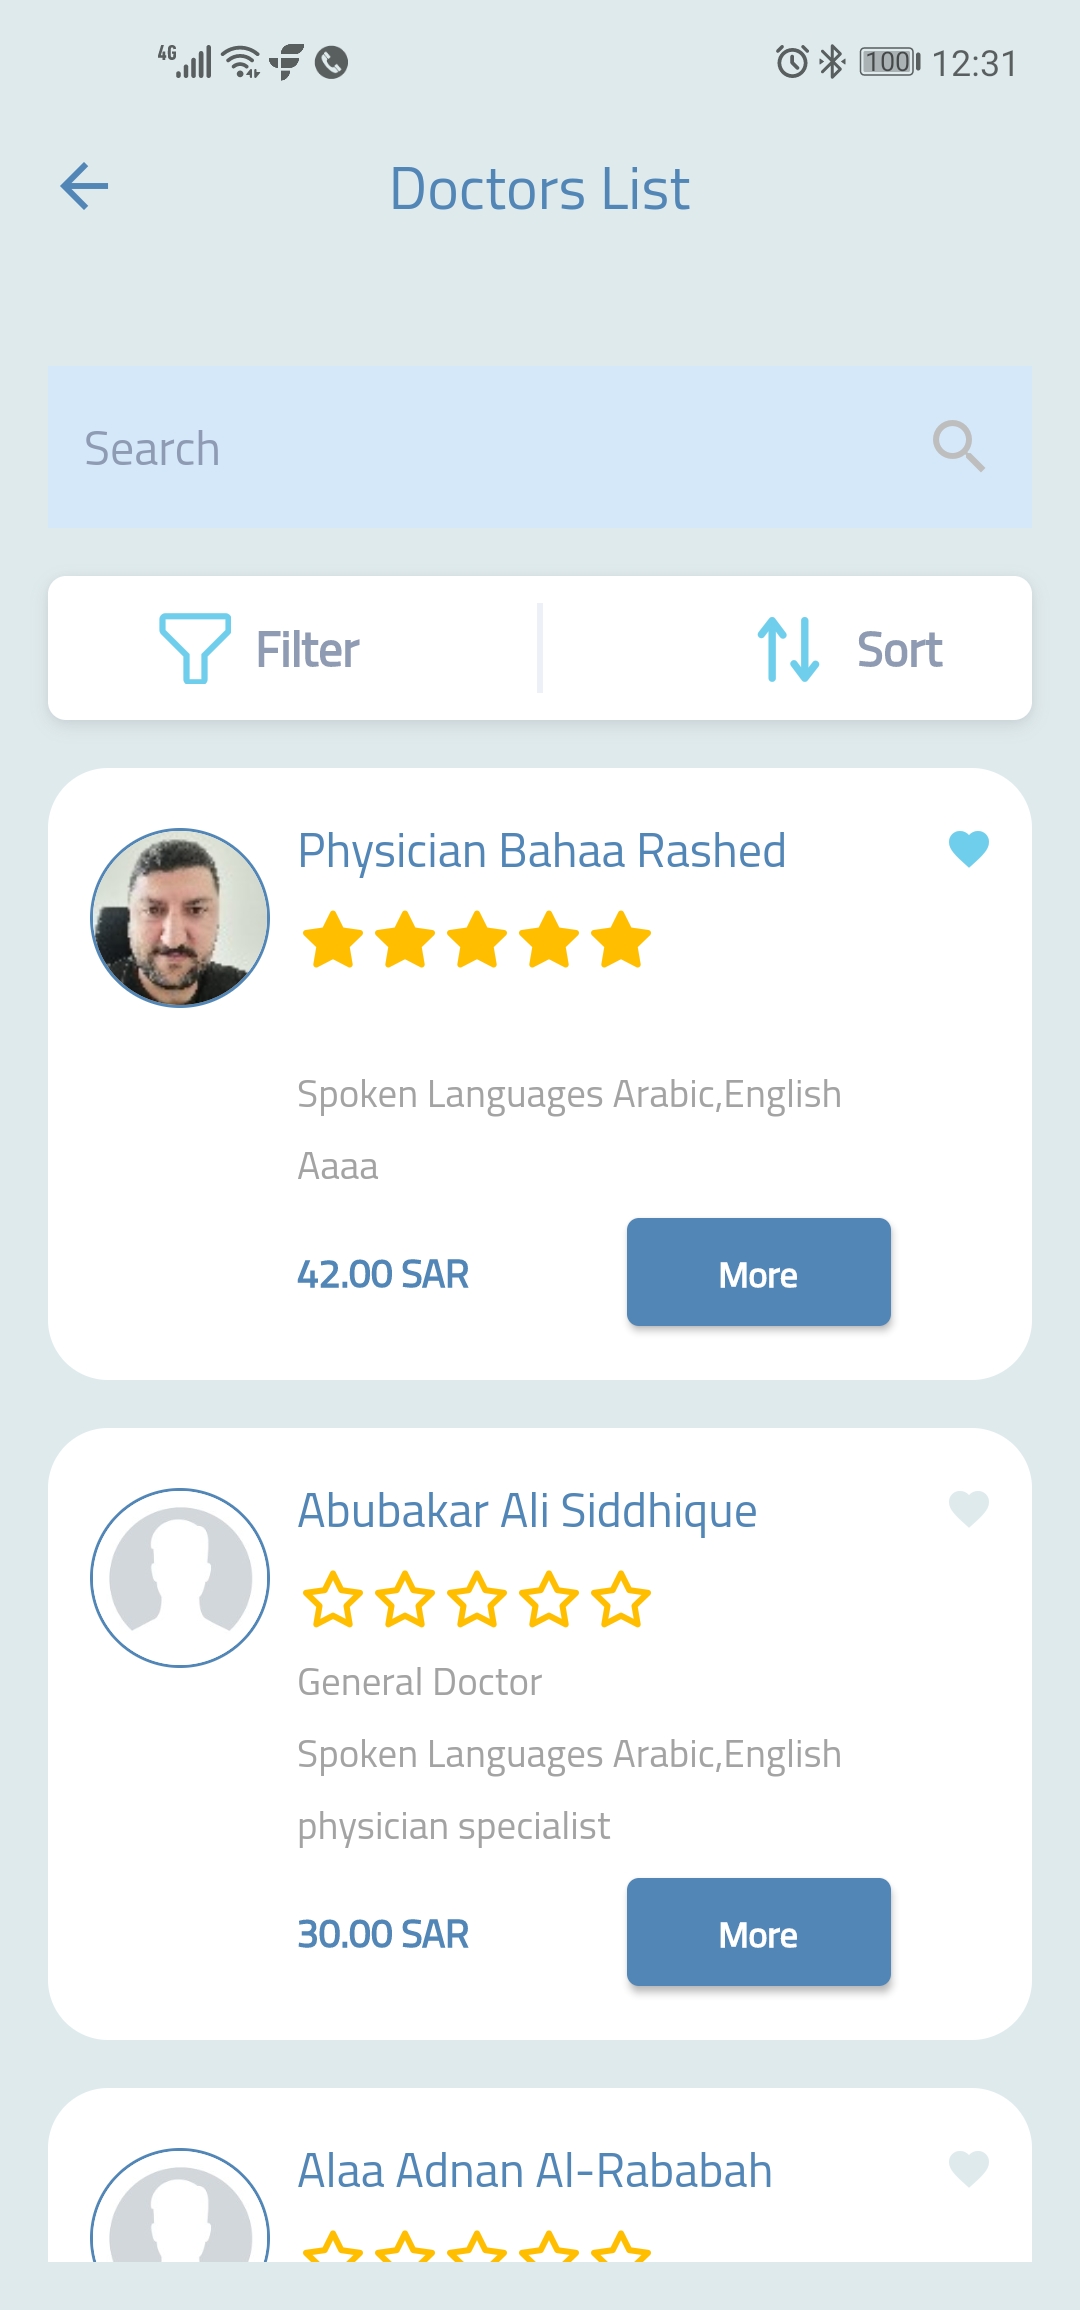 4G 100 12:31
Doctors List
Search
Filter Sort
Physician Bahaa Rashed
Spoken Languages Arabic,English
Aaaa
42.00 SAR More
Abubakar Ali Siddhique
General Doctor
Spoken Languages Arabic,English
physician specialist
30.00 SAR More
Alaa Adnan Al-Rababah